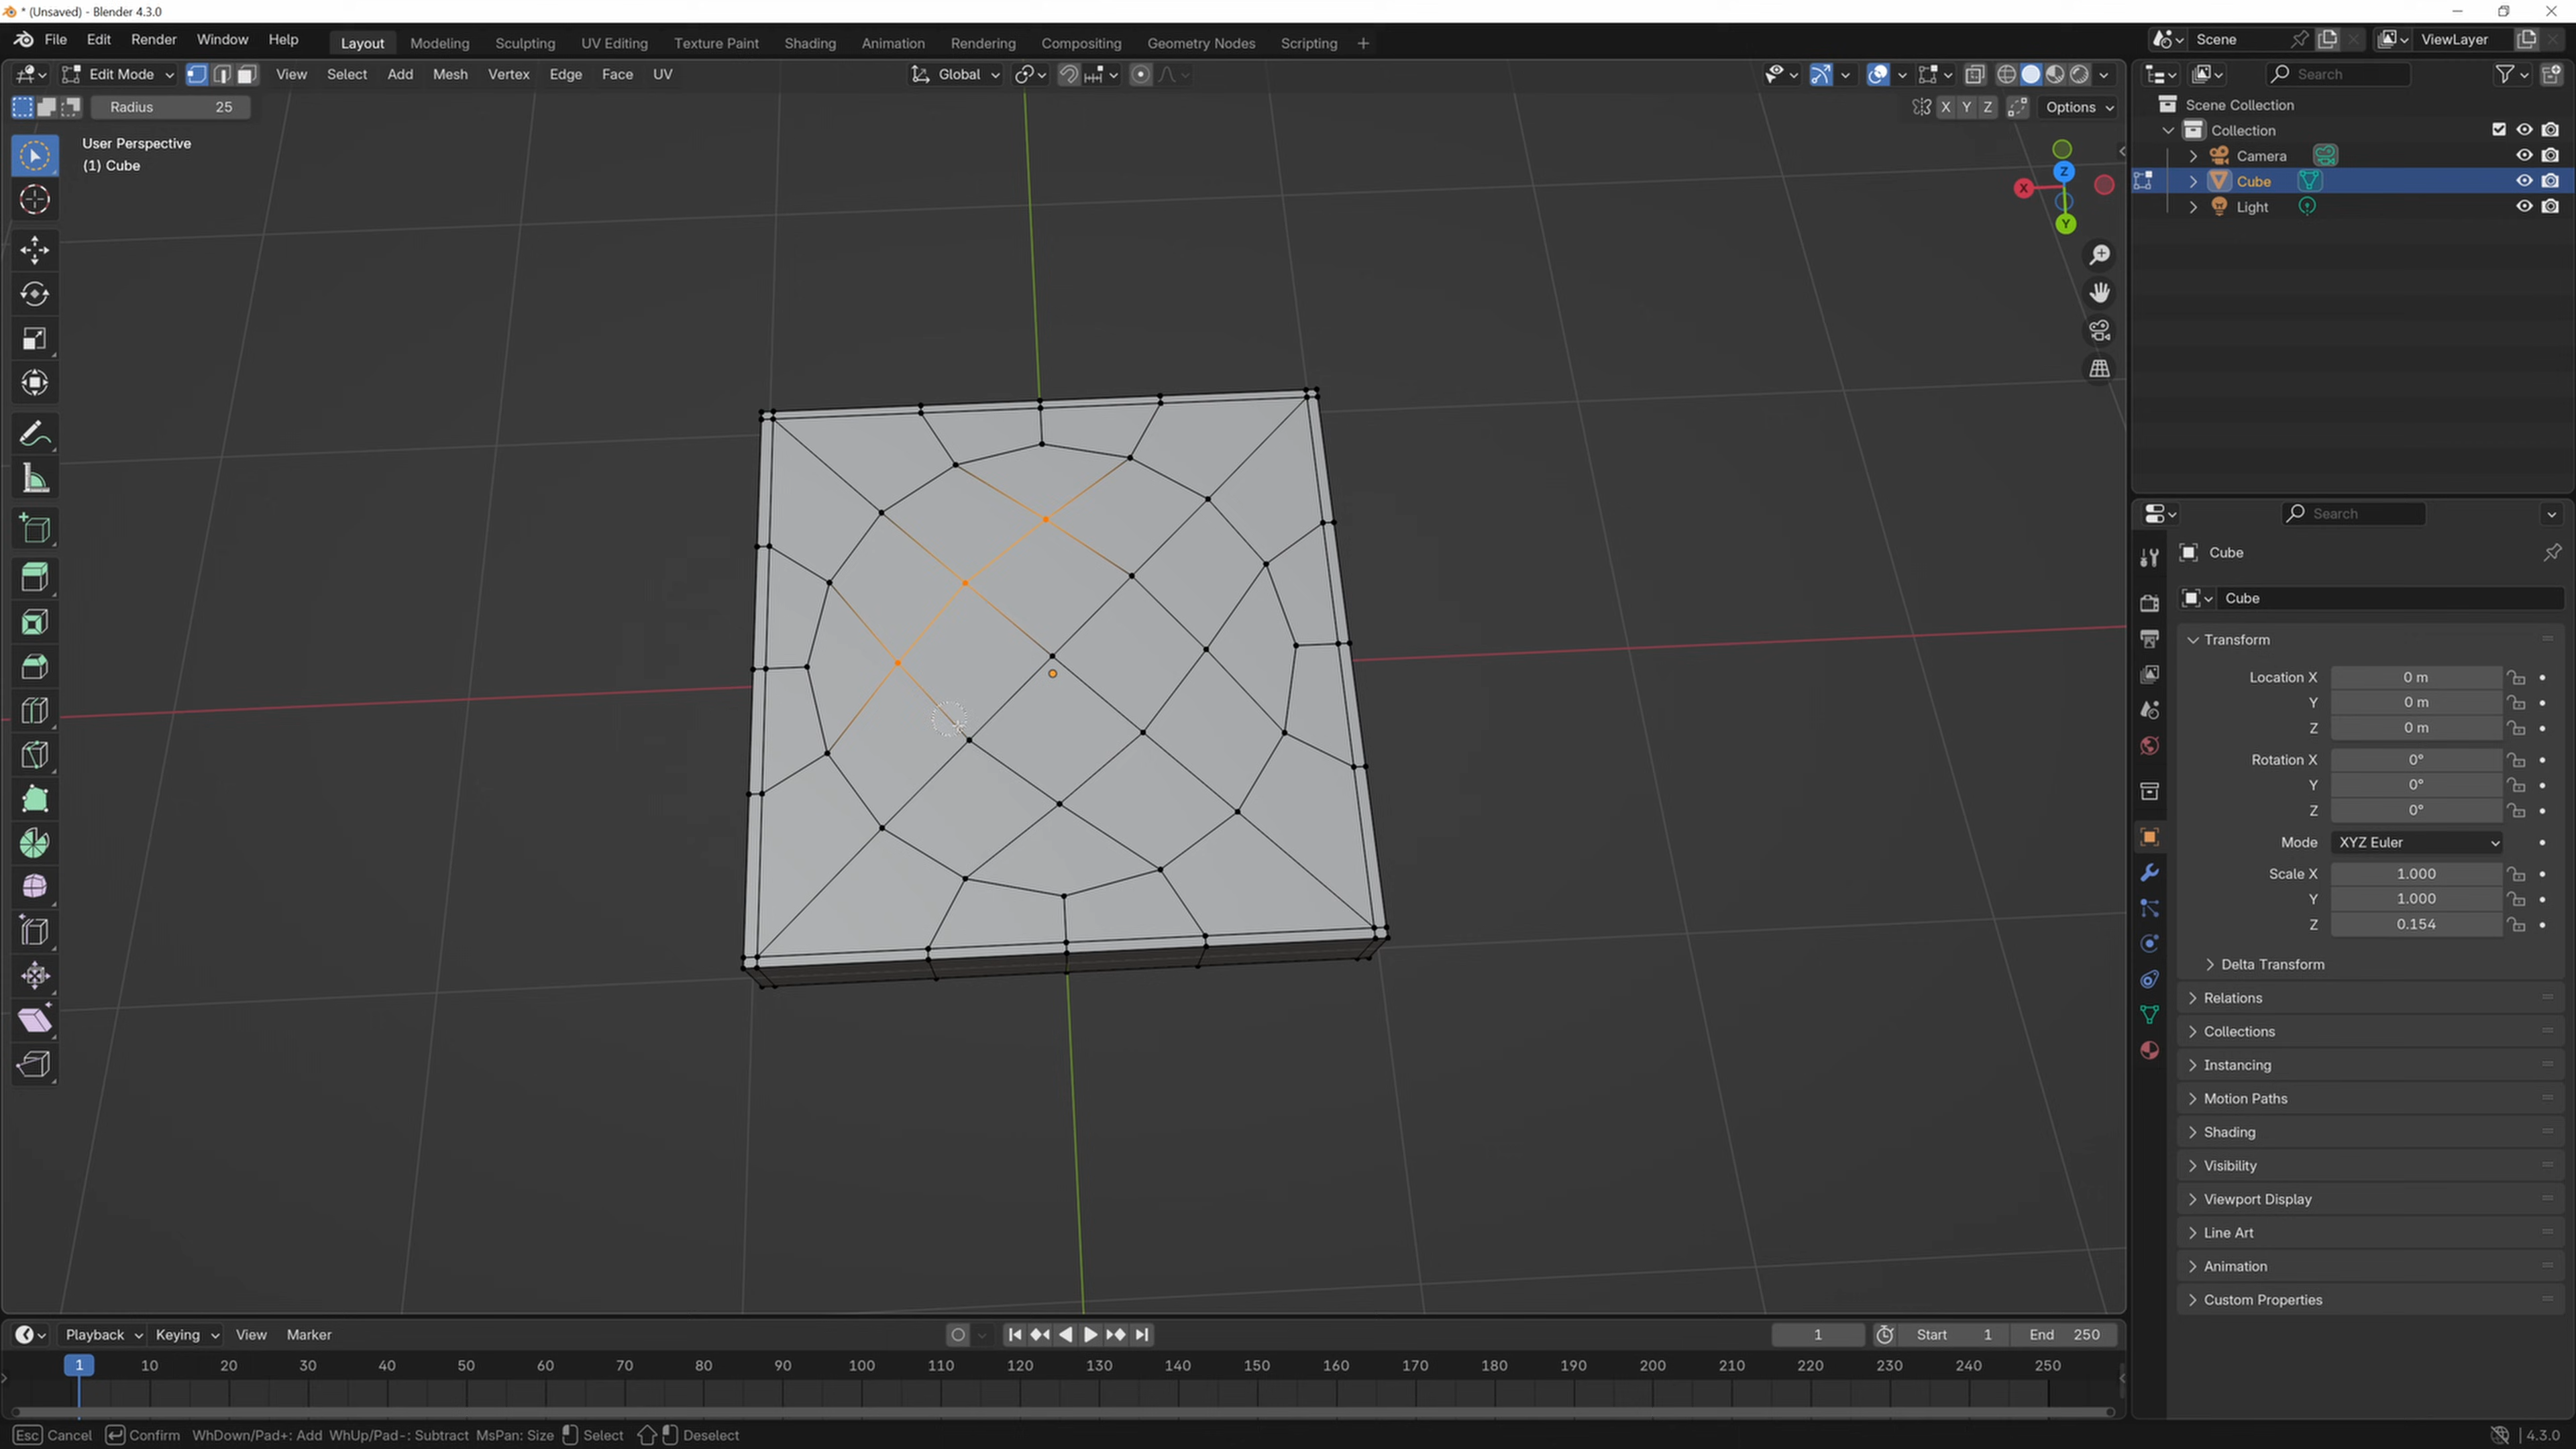 * (Unsaved) - Blender 4.3.0
File Edit Render Window Help Layout Modeling Sculpting UV Editing Texture Paint Shading Animation Rendering Compositing Geometry Nodes Scripting + Scene ViewLayer
Edit Mode View Select Add Mesh Vertex Edge Face UV Global Search
Radius 25 X Y Z Options
User Perspective
(1) Cube
Z
X
Y
Scene Collection
Collection
Camera
Cube
Light
Search
Cube
Cube
Transform
Location X 0 m
Y 0 m
Z 0 m
Rotation X 0°
Y 0°
Z 0°
Mode XYZ Euler
Scale X 1.000
Y 1.000
Z 0.154
Delta Transform
Relations
Collections
Instancing
Motion Paths
Shading
Visibility
Viewport Display
Line Art
Animation
Custom Properties
Playback Keying View Marker 1 Start 1 End 250
1 10 20 30 40 50 60 70 80 90 100 110 120 130 140 150 160 170 180 190 200 210 220 230 240 250
Esc Cancel Confirm WhDown/Pad+: Add WhUp/Pad-: Subtract MsPan: Size Select Deselect 4.3.0